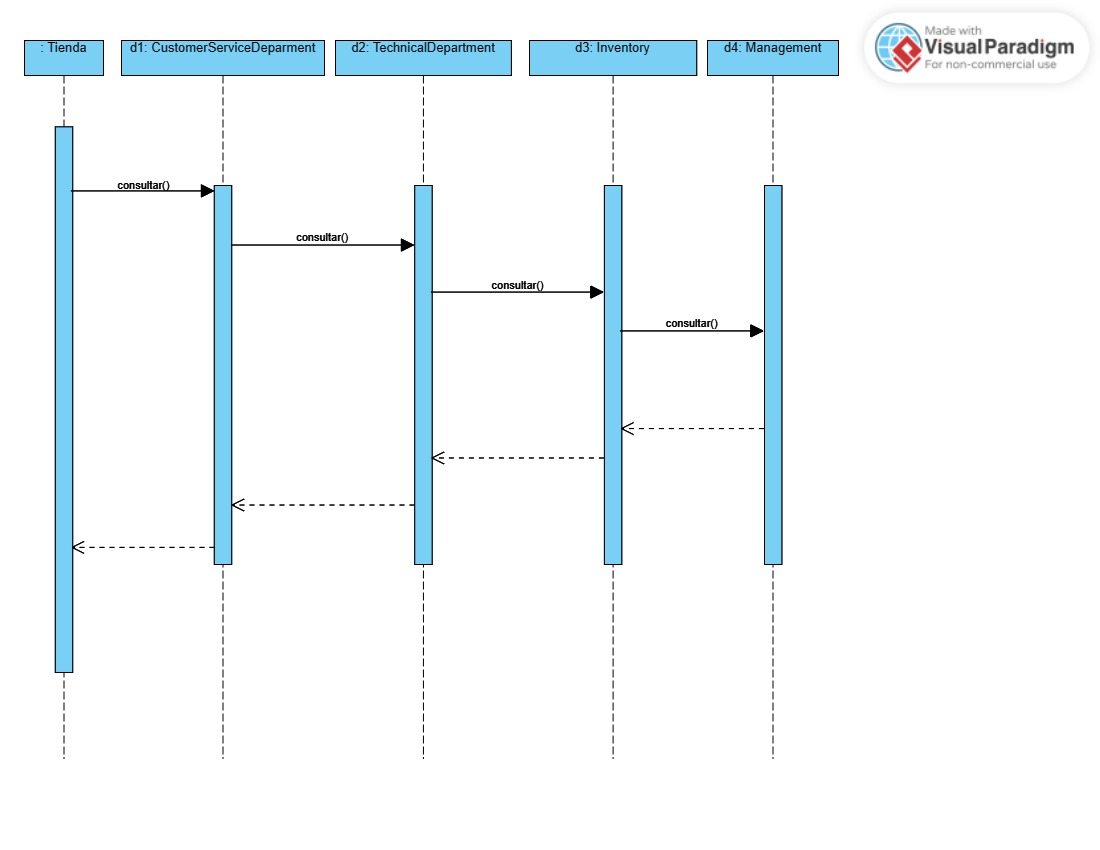 : Tienda
d1: CustomerServiceDeparment
d2: TechnicalDepartment
d3: Inventory
d4: Management
Made with
Visual Paradigm
For non-commercial use
consultar()
consultar()
consultar()
consultar()